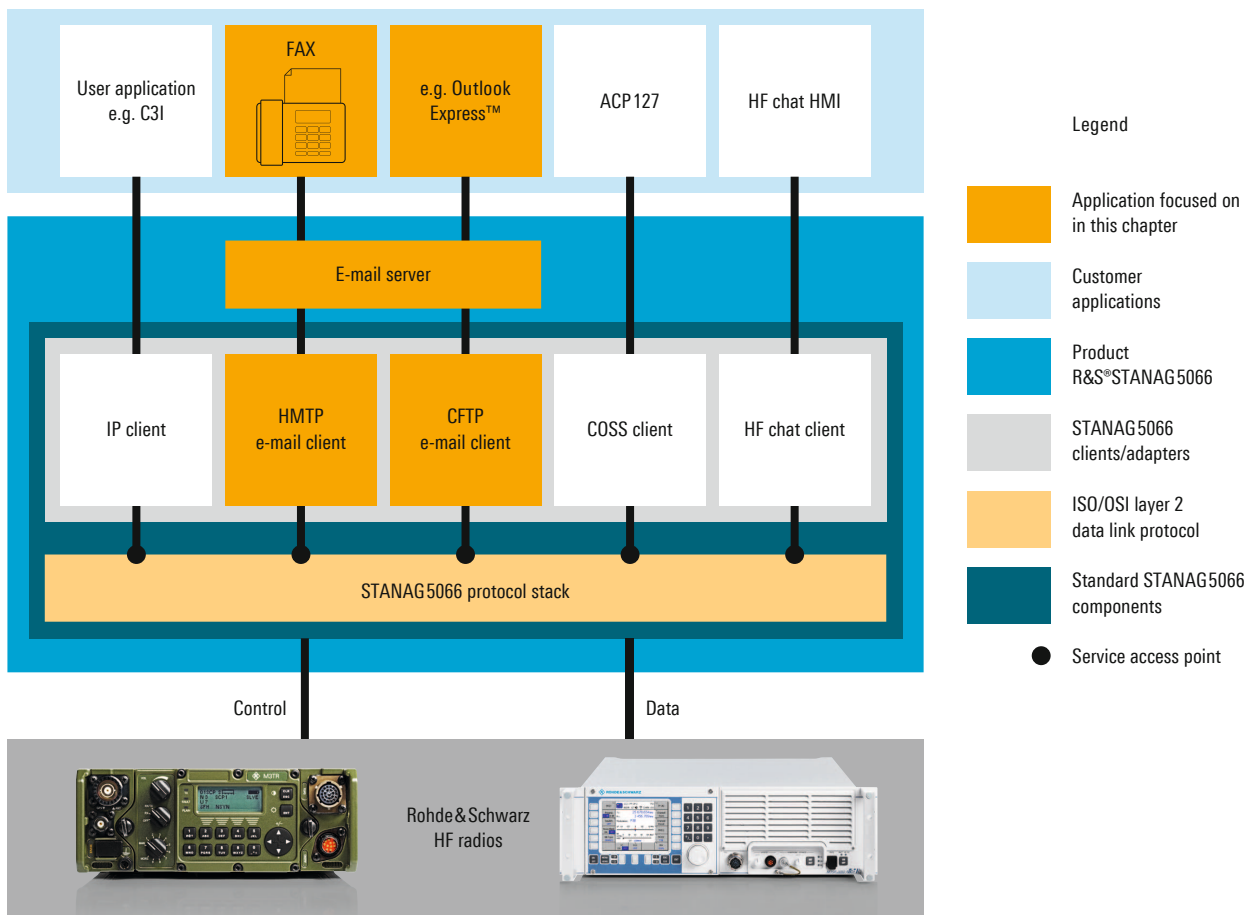 User application
e.g. C3I
FAX
e.g. Outlook
Express™
ACP127
HF chat HMI
E-mail server
IP client
HMTP
e-mail client
CFTP
e-mail client
COSS client
HF chat client
STANAG5066 protocol stack
Control
Data
M3TR
Rohde&Schwarz
HF radios
ROHDE&SCHWARZ
Legend
Application focused on
in this chapter
Customer
applications
Product
R&S®STANAG5066
STANAG5066
clients/adapters
ISO/OSI layer 2
data link protocol
Standard STANAG5066
components
Service access point